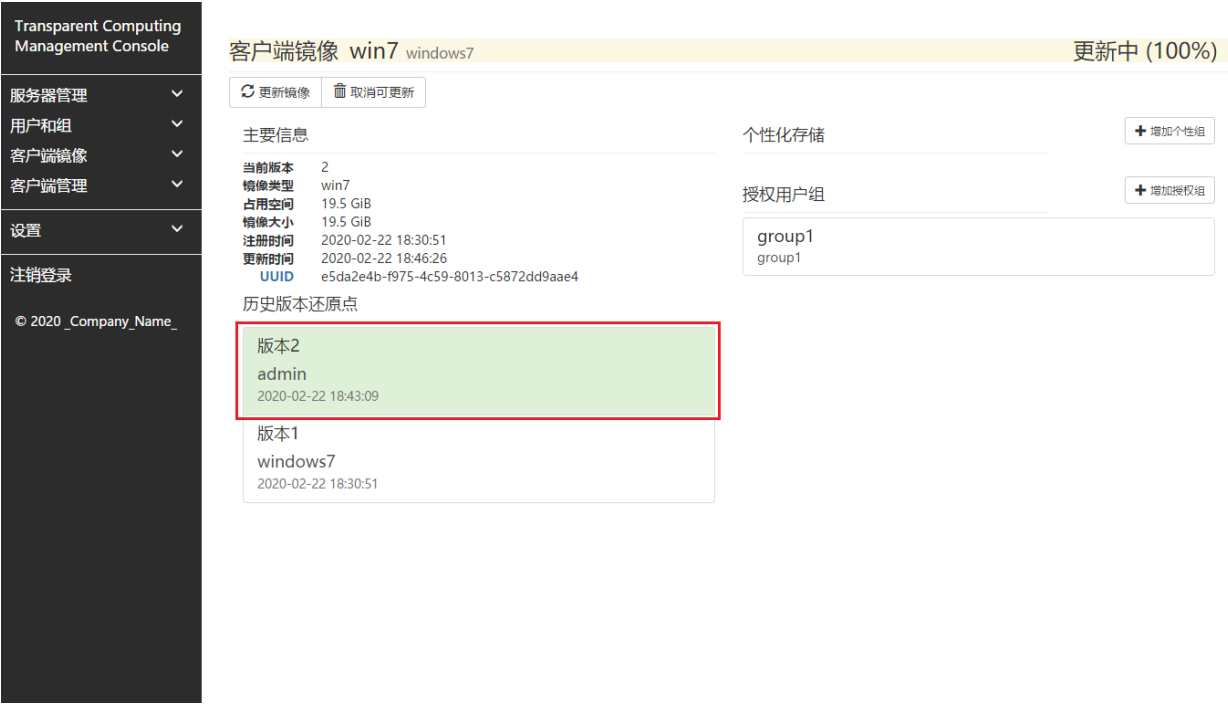 Transparent Computing
Management Console
服务器管理
用户和组
客户端镜像
客户端管理
设置
注销登录
© 2020 _Company_Name_
客户端镜像 win7 windows7
更新中 (100%)
更新镜像 取消可更新
主要信息
当前版本 2
镜像类型 win7
占用空间 19.5 GiB
镜像大小 19.5 GiB
注册时间 2020-02-22 18:30:51
更新时间 2020-02-22 18:46:26
UUID e5da2e4b-f975-4c59-8013-c5872dd9aae4
历史版本还原点
版本2
admin
2020-02-22 18:43:09
版本1
windows7
2020-02-22 18:30:51
个性化存储
增加个性组
授权用户组
增加授权组
group1
group1